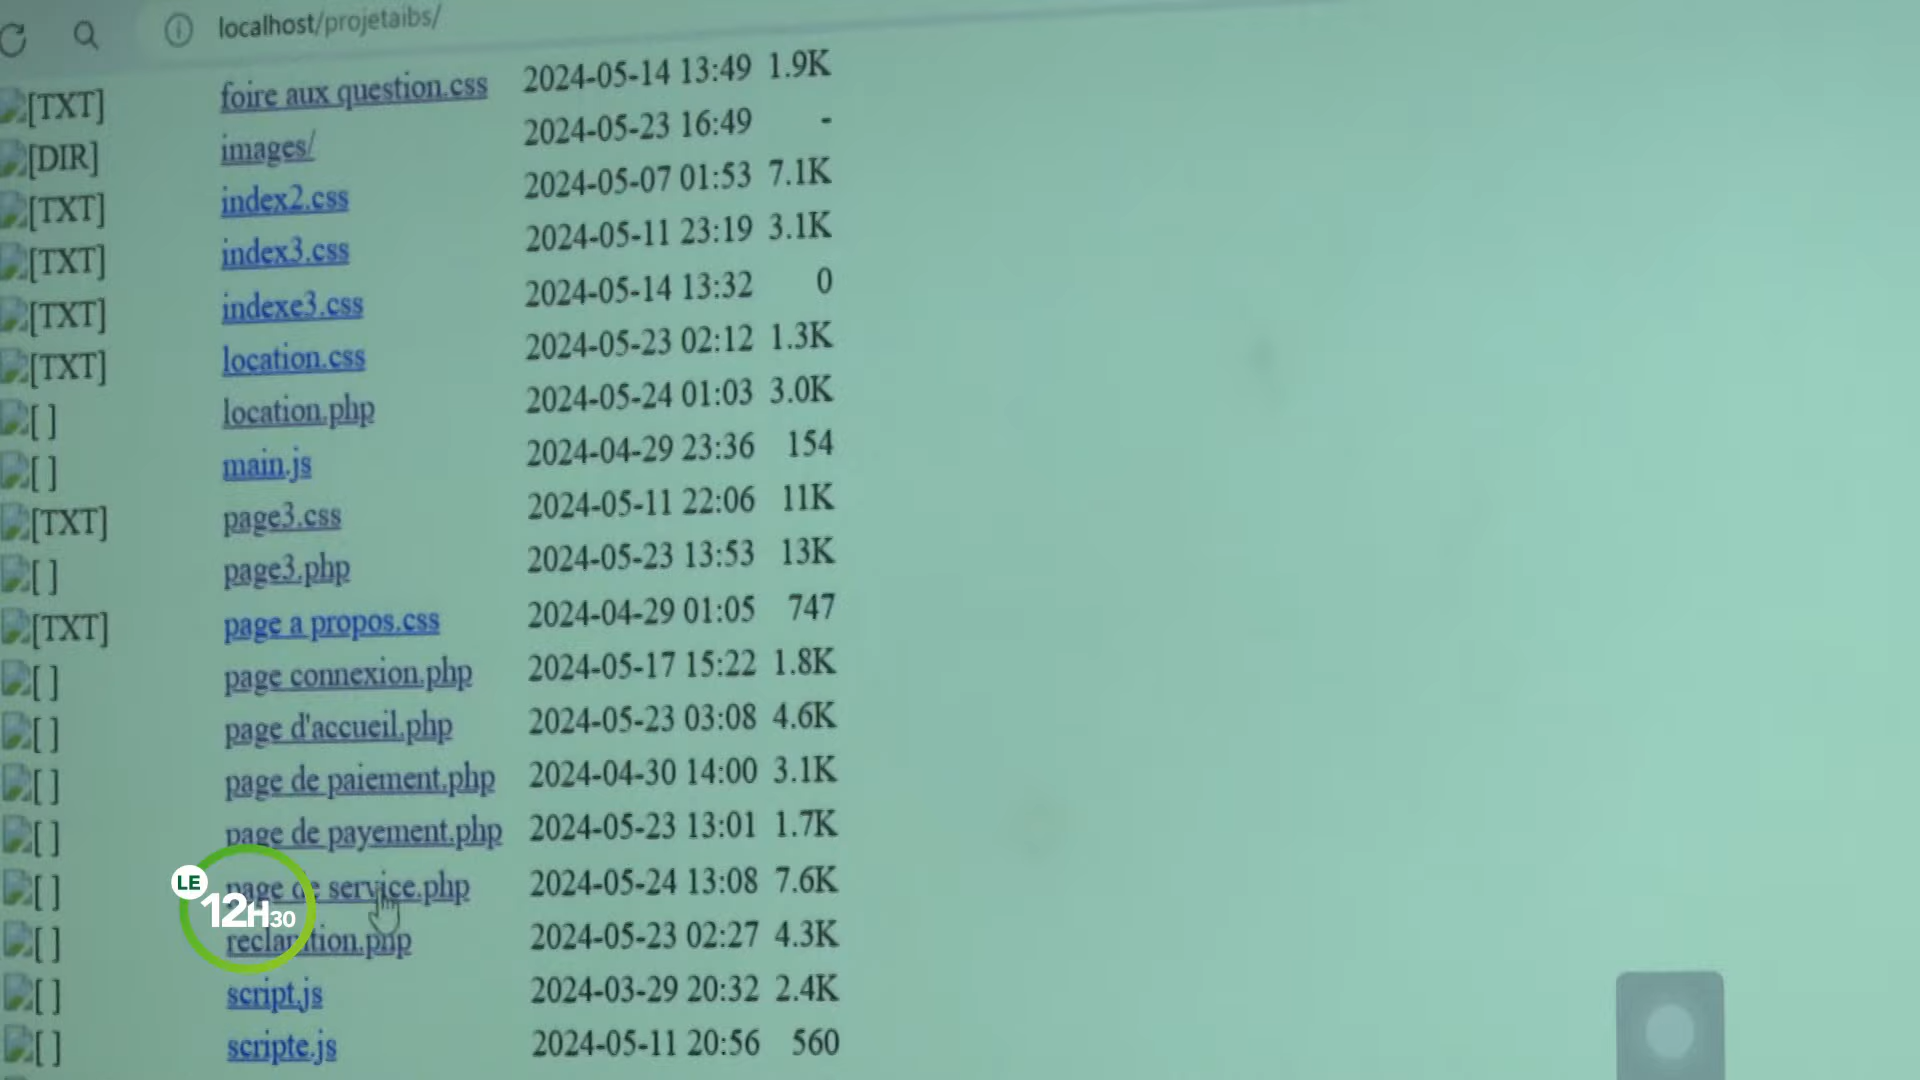 localhost/projetaibs/
[TXT] foire aux question.css 2024-05-14 13:49 1.9K
[DIR] images/ 2024-05-23 16:49 -
[TXT] index2.css 2024-05-07 01:53 7.1K
[TXT] index3.css 2024-05-11 23:19 3.1K
[TXT] indexe3.css 2024-05-14 13:32 0
[TXT] location.css 2024-05-23 02:12 1.3K
[ ] location.php 2024-05-24 01:03 3.0K
[ ] main.js 2024-04-29 23:36 154
[TXT] page3.css 2024-05-11 22:06 11K
[ ] page3.php 2024-05-23 13:53 13K
[TXT] page a propos.css 2024-04-29 01:05 747
[ ] page connexion.php 2024-05-17 15:22 1.8K
[ ] page d'accueil.php 2024-05-23 03:08 4.6K
[ ] page de paiement.php 2024-04-30 14:00 3.1K
[ ] page de payement.php 2024-05-23 13:01 1.7K
[ ] page de service.php 2024-05-24 13:08 7.6K
LE
12H30
[ ] 2024-05-23 02:27 4.3K
[ ] script.js 2024-03-29 20:32 2.4K
[ ] scripte.js 2024-05-11 20:56 560